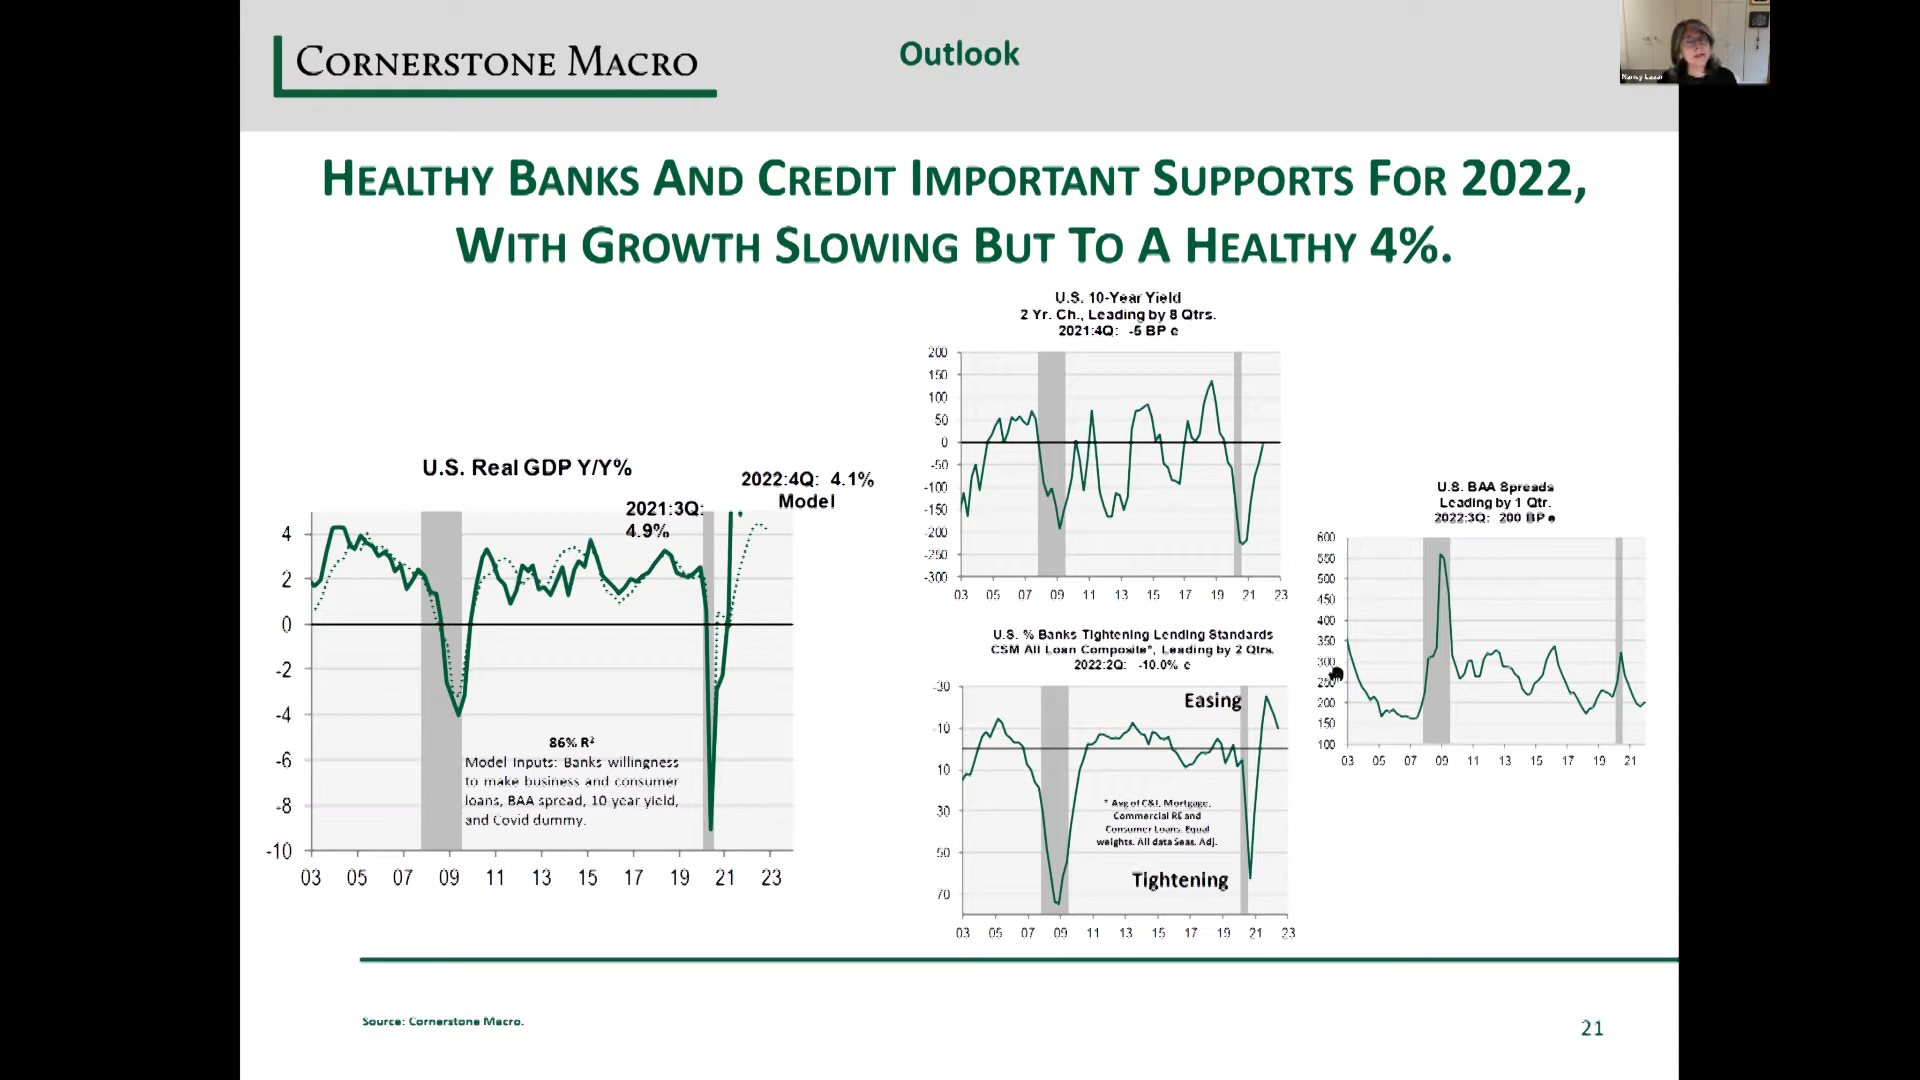 CORNERSTONE MACRO
Outlook
HEALTHY BANKS AND CREDIT IMPORTANT SUPPORTS FOR 2022,
WITH GROWTH SLOWING BUT TO A HEALTHY 4%.
U.S. Real GDP Y/Y%
2021:3Q:
4.9%
2022:4Q: 4.1%
Model
4
2
0
-2
-4
-6
-8
-10
03 05 07 09 11 13 15 17 19 21 23
86% R²
Model Inputs: Banks willingness
to make business and consumer
loans, BAA spread, 10 year yield,
and Covid dummy.
U.S. 10-Year Yield
2 Yr. Ch., Leading by 8 Qtrs.
2021:4Q: -5 BP e
200
150
100
50
0
-50
-100
-150
-200
-250
-300
03 05 07 09 11 13 15 17 19 21 23
U.S. % Banks Tightening Lending Standards
CSM All Loan Composite*, Leading by 2 Qtrs.
2022:2Q: -10.0% e
-30
-10
10
30
50
70
Easing
* Avg of C&I, Mortgage,
Commercial RE and
Consumer Loans. Equal
weights. All data Seas. Adj.
Tightening
03 05 07 09 11 13 15 17 19 21 23
U.S. BAA Spreads
Leading by 1 Qtr.
2022:3Q: 200 BP e
600
550
500
450
400
350
300
250
200
150
100
03 05 07 09 11 13 15 17 19 21
Source: Cornerstone Macro.
21
Nancy Lazar